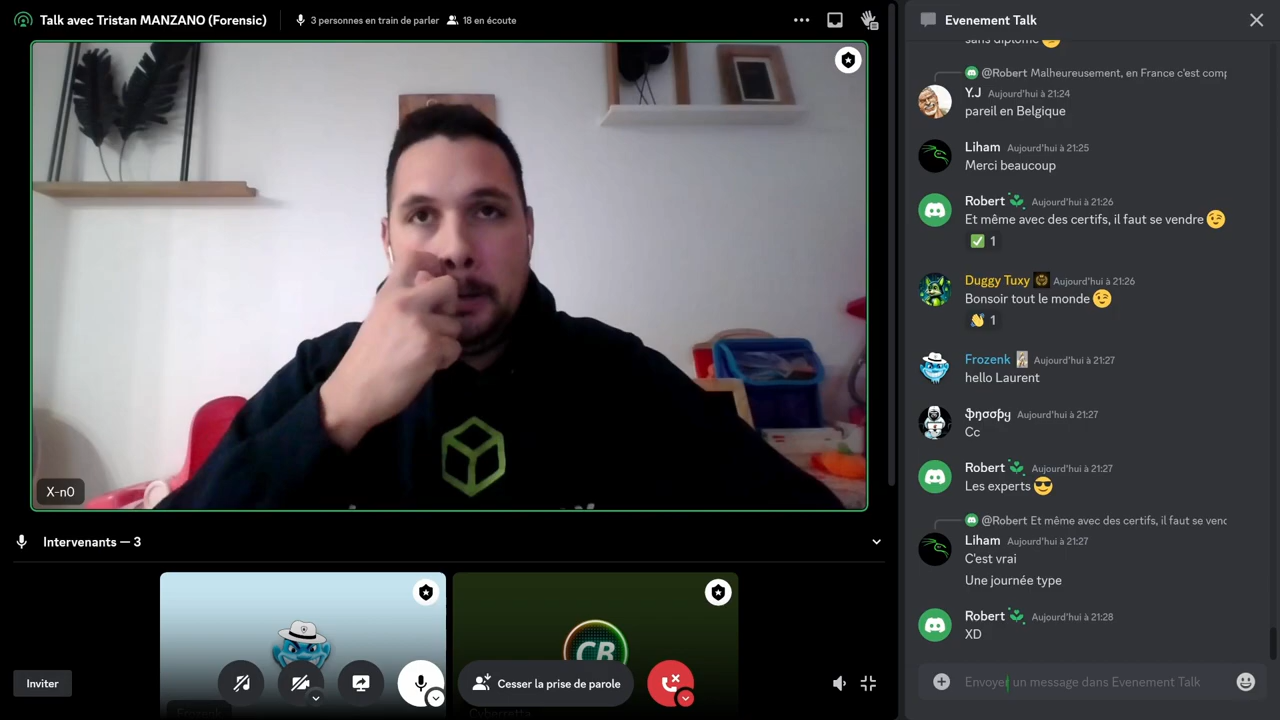 Talk avec Tristan MANZANO (Forensic)
3 personnes en train de parler
18 en écoute
X-n0
Intervenants — 3
CB
Cesser la prise de parole
Inviter
Evenement Talk
sans diplôme
@Robert Malheureusement, en France c'est comp
Y.J Aujourd'hui à 21:24
pareil en Belgique
Liham Aujourd'hui à 21:25
Merci beaucoup
Robert Aujourd'hui à 21:26
Et même avec des certifs, il faut se vendre 😉
✅ 1
Duggy Tuxy Aujourd'hui à 21:26
Bonsoir tout le monde 😉
👋 1
Frozenk Aujourd'hui à 21:27
hello Laurent
Aujourd'hui à 21:27
Cc
Robert Aujourd'hui à 21:27
Les experts 😎
@Robert Et même avec des certifs, il faut se venc
Liham Aujourd'hui à 21:27
C'est vrai
Une journée type
Robert Aujourd'hui à 21:28
XD
Envoyer un message dans Evenement Talk